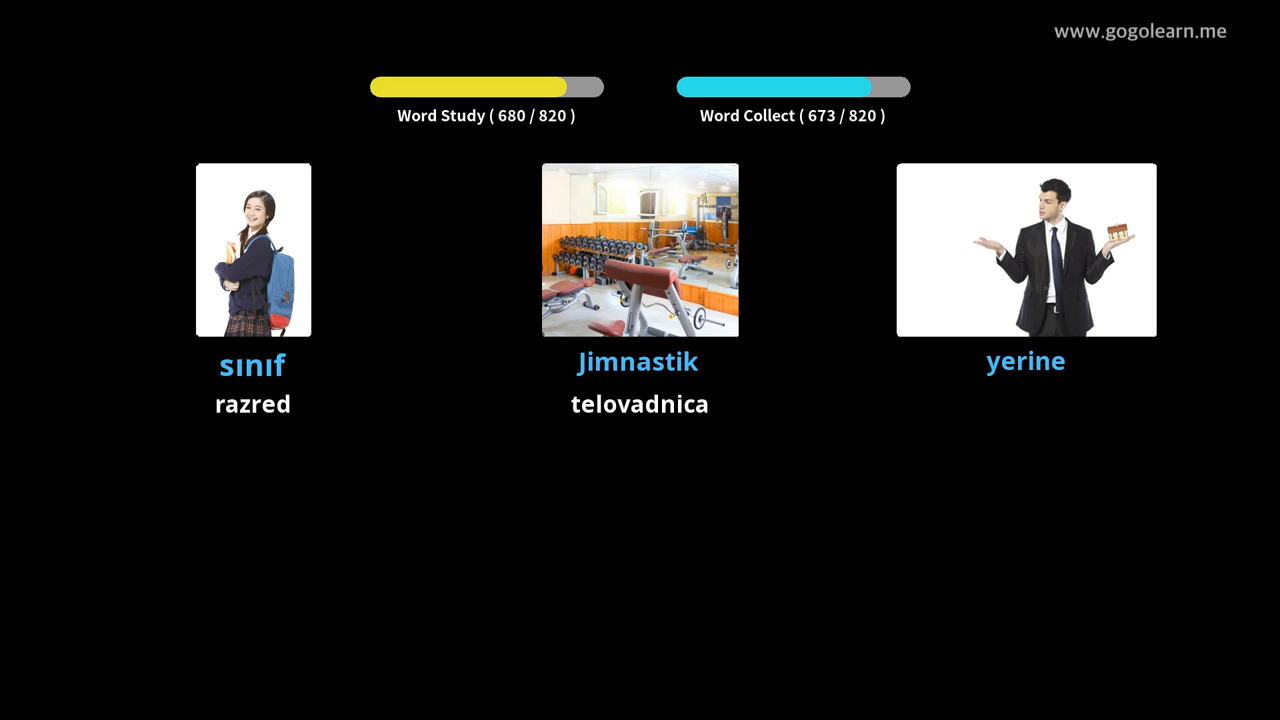 www.gogolearn.me
Word Study ( 680 / 820 )
Word Collect ( 673 / 820 )
sınıf
razred
Jimnastik
telovadnica
yerine